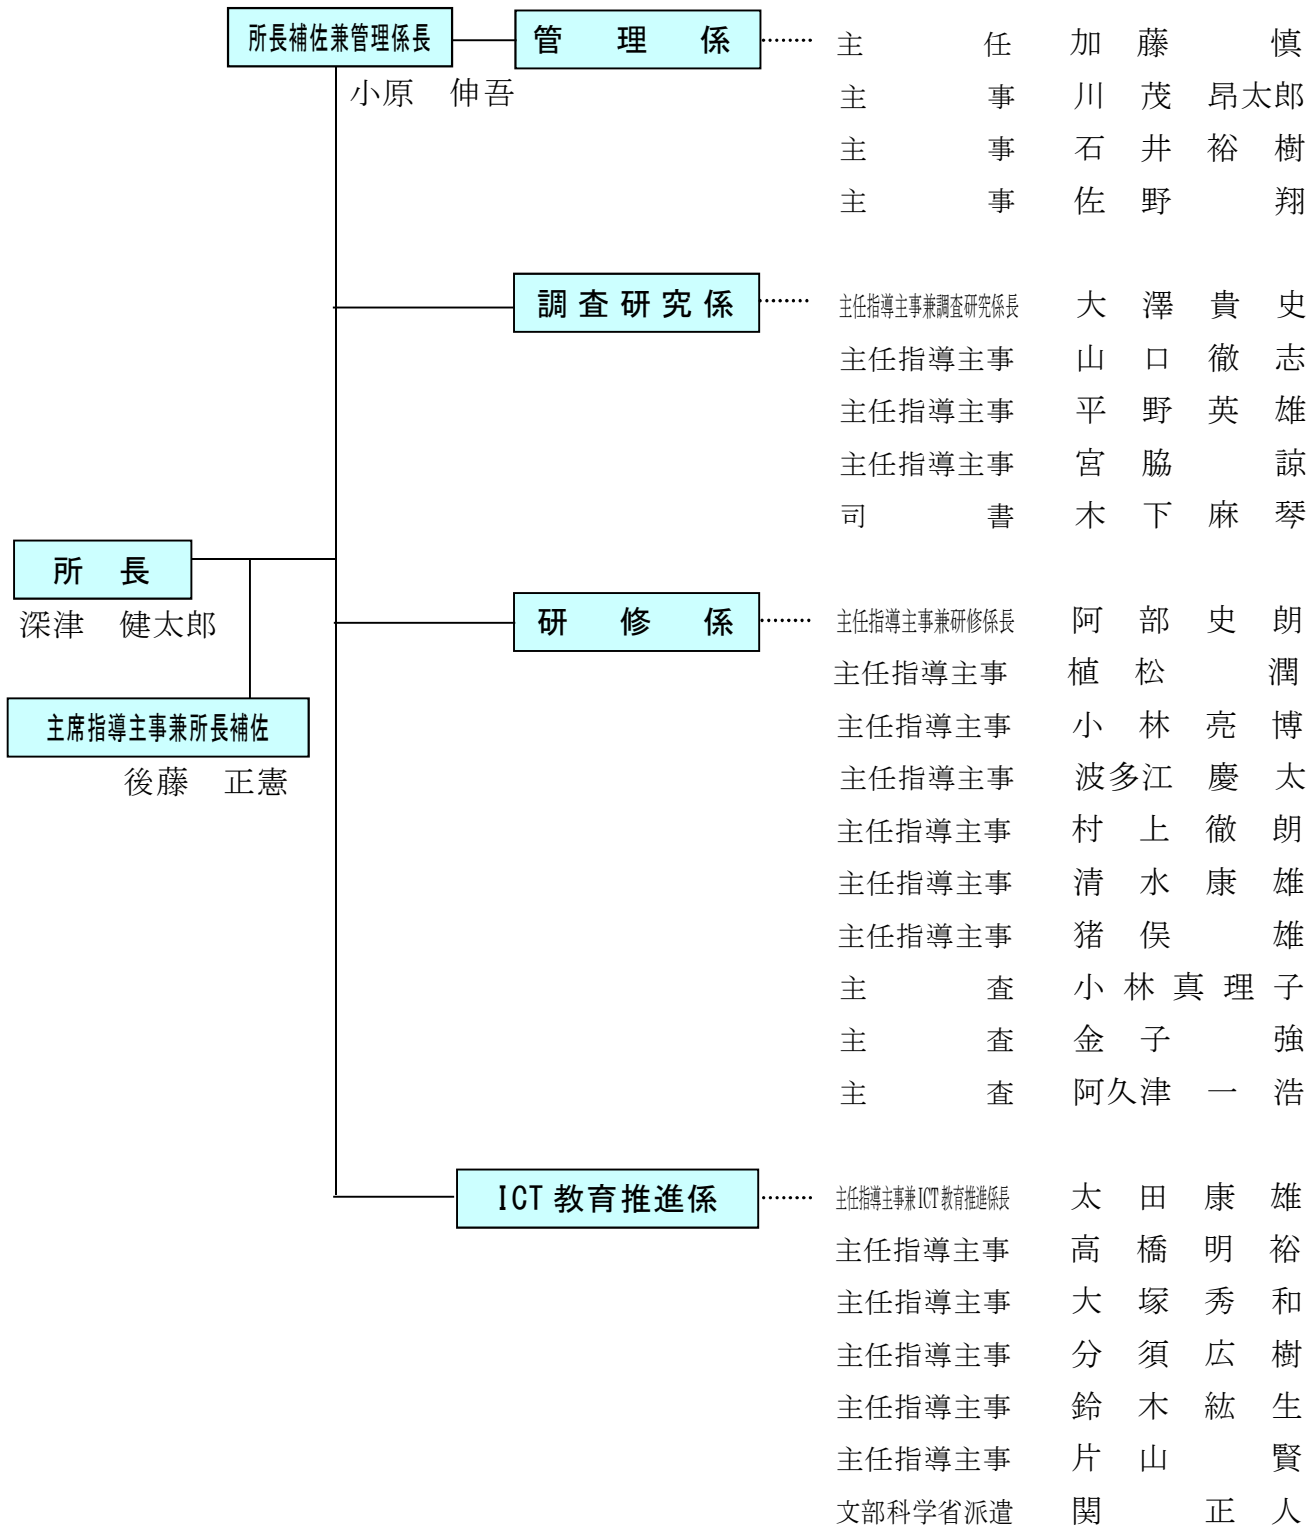 所長補佐兼管理係長
小原 伸吾
管 理 係
主 任 加 藤 慎
主 事 川 茂 昂太郎
主 事 石 井 裕 樹
主 事 佐 野 翔
調査研究係
主任指導主事兼調査研究係長 大 澤 貴 史
主任指導主事 山 口 徹 志
主任指導主事 平 野 英 雄
主任指導主事 宮 脇 諒
司 書 木 下 麻 琴
所 長
深津 健太郎
主席指導主事兼所長補佐
後藤 正憲
研 修 係
主任指導主事兼研修係長 阿 部 史 朗
主任指導主事 植 松 潤
主任指導主事 小 林 亮 博
主任指導主事 波多江 慶 太
主任指導主事 村 上 徹 朗
主任指導主事 清 水 康 雄
主任指導主事 猪 俣 雄
主 査 小 林 真 理 子
主 査 金 子 強
主 査 阿久津 一 浩
ICT教育推進係
主任指導主事兼ICT教育推進係長 太 田 康 雄
主任指導主事 高 橋 明 裕
主任指導主事 大 塚 秀 和
主任指導主事 分 須 広 樹
主任指導主事 鈴 木 紘 生
主任指導主事 片 山 賢
文部科学省派遣 関 正 人